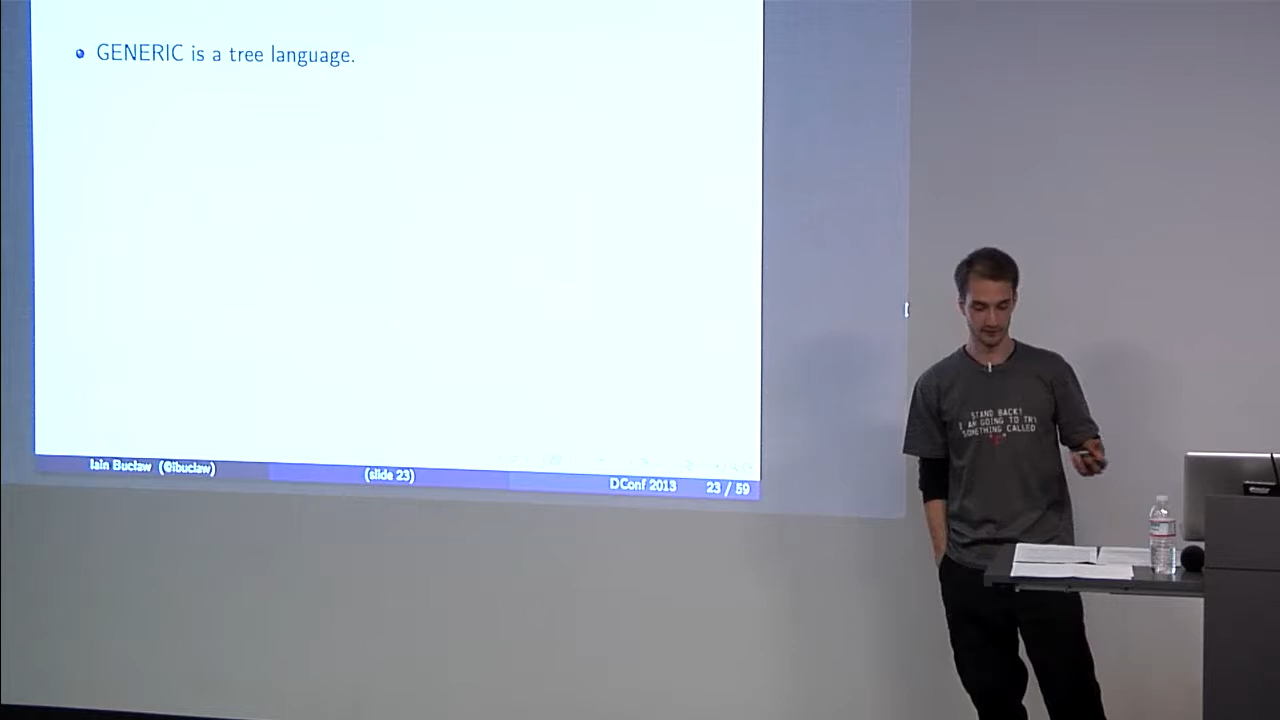 GENERIC is a tree language.
Iain Bucław (@ibuclaw)
(slide 23)
DConf 2013
23 / 59
STAND BACK!
I AM GOING TO TRY
SOMETHING CALLED